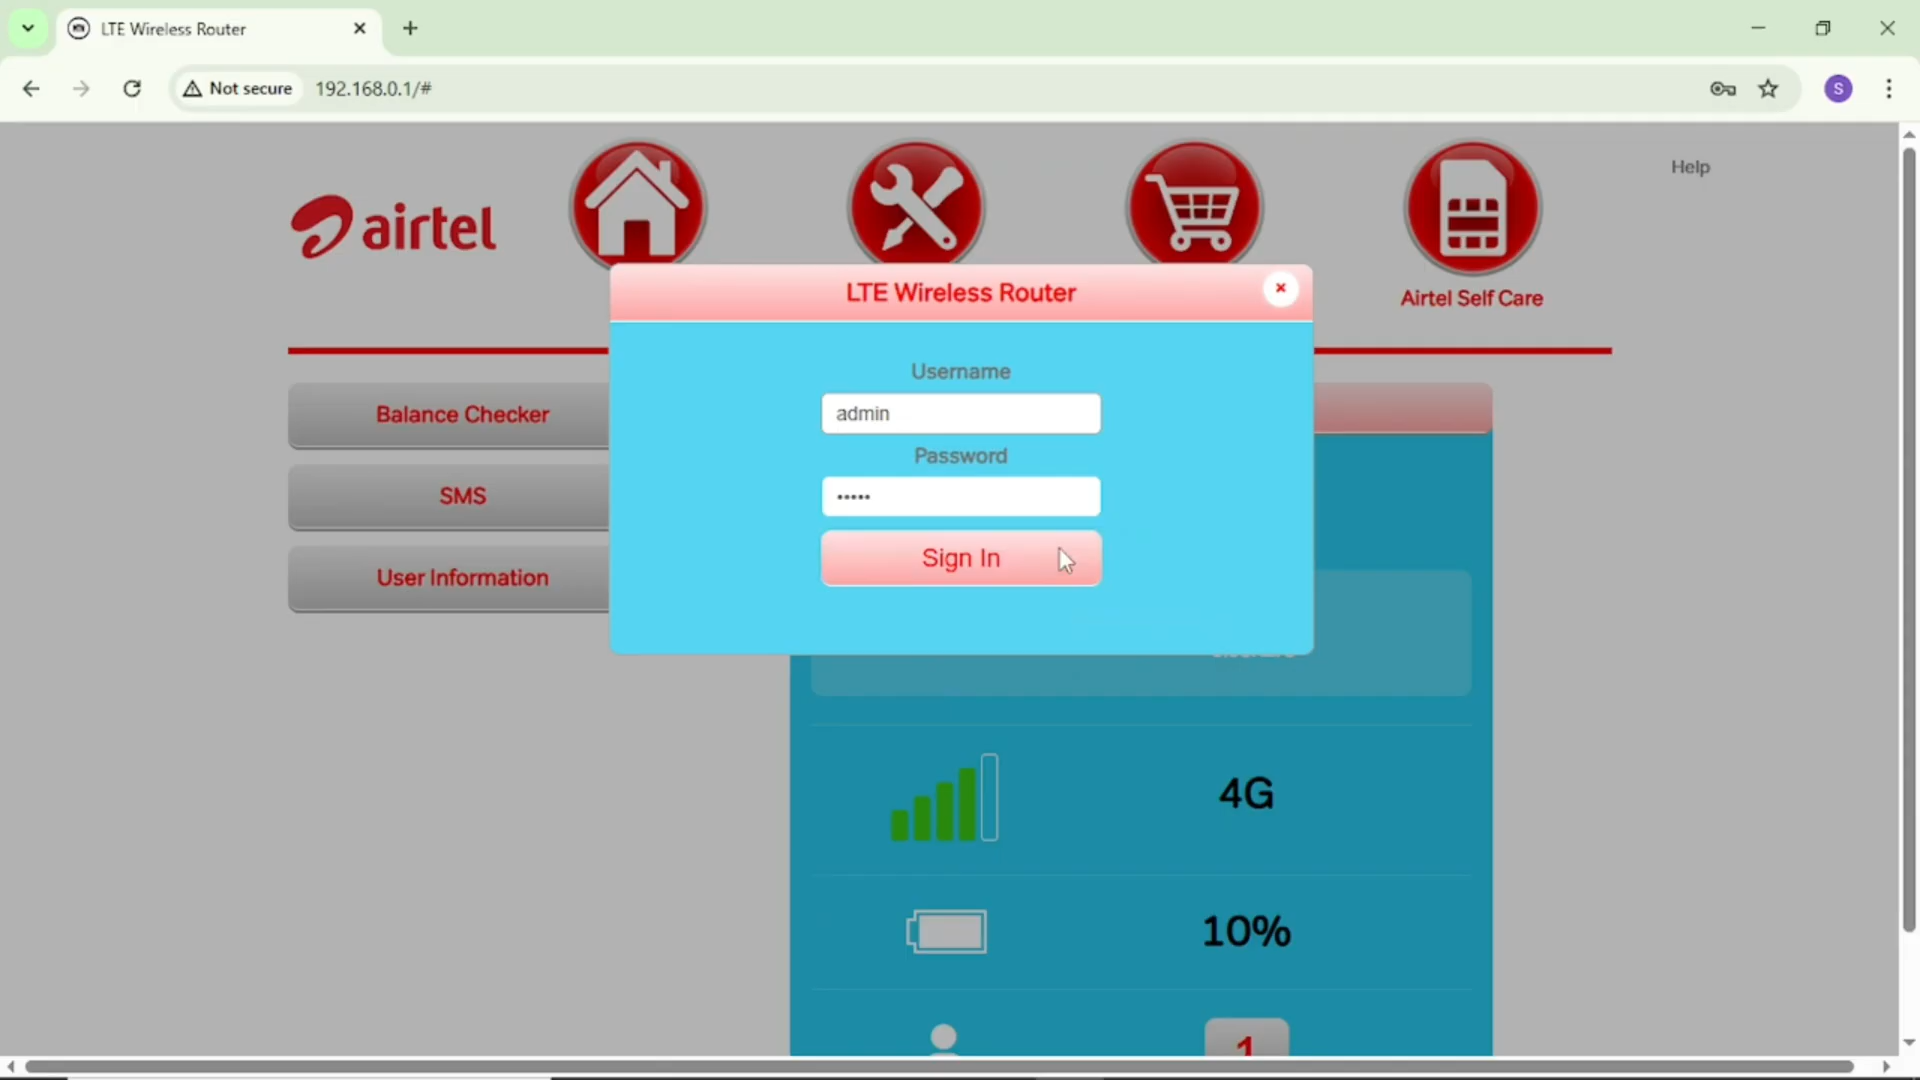 LTE Wireless Router
Not secure
192.168.0.1/#
S
Help
airtel
Airtel Self Care
LTE Wireless Router
Username
admin
Password
•••••
Sign In
Balance Checker
SMS
User Information
4G
10%
1